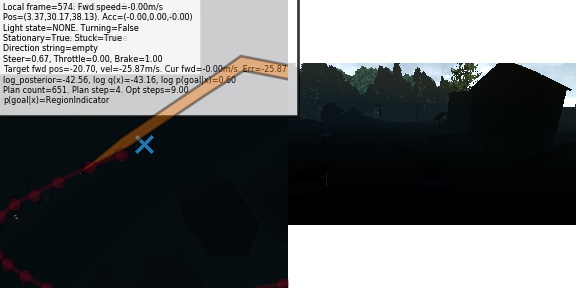 Local frame=574: Fwd.speed=-0.00m/s
Pos=(3.37,30.17,38.13). Acc=(-0.00,0.00,-0.00)
Light state=NONE. Turning=False
Stationary=True. Stuck=True
Direction string=empty
Steer=0.67, Throttle=0.00, Brake=1.00
Target fwd pos=-20.70, vel=-25.87m/s. Cur fwd=-0.00m/s, Err=-25.87
log_posterior=-42.56, log q(x)=-43.16, log p(goal|x)=0.60
Plan count=651. Plan step=4. Opt steps=9.00
p(goal|x)=RegionIndicator